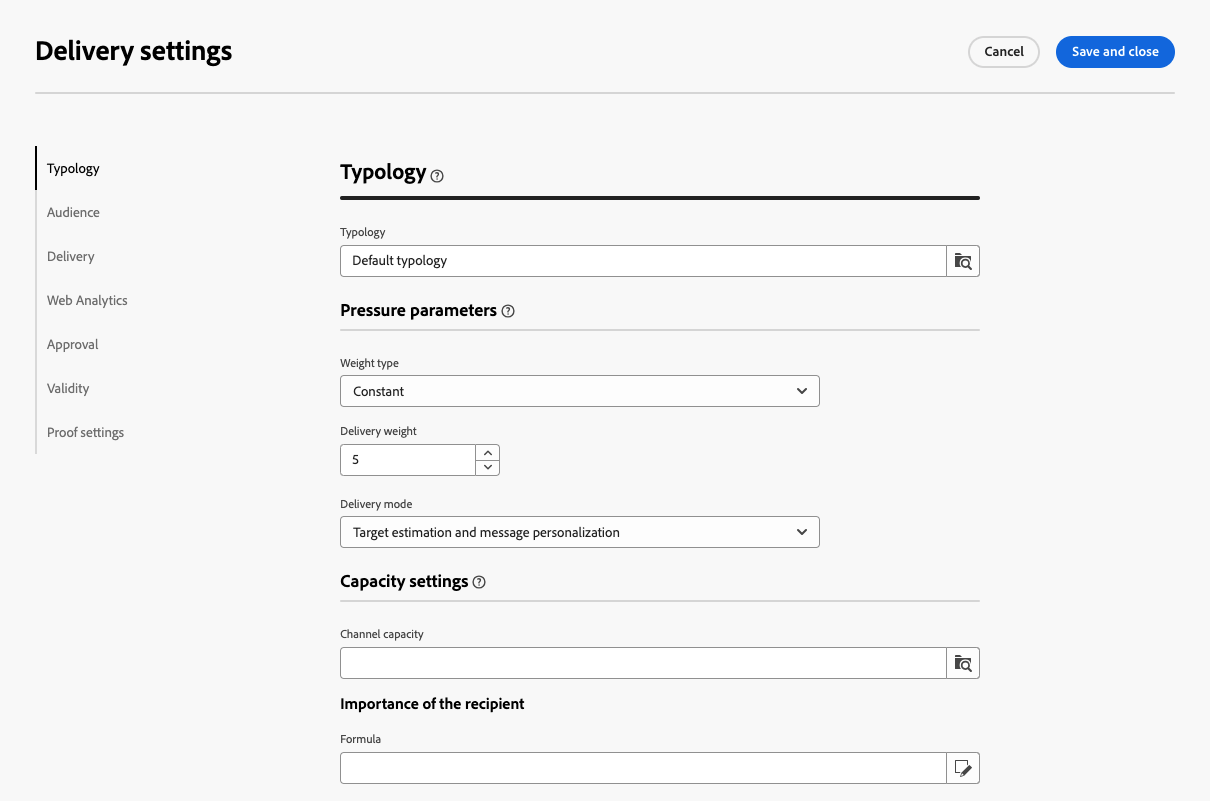 Delivery settings
Cancel
Save and close
Typology
Audience
Delivery
Web Analytics
Approval
Validity
Proof settings
Typology
Typology
Default typology
Pressure parameters
Weight type
Constant
Delivery weight
5
Delivery mode
Target estimation and message personalization
Capacity settings
Channel capacity
Importance of the recipient
Formula